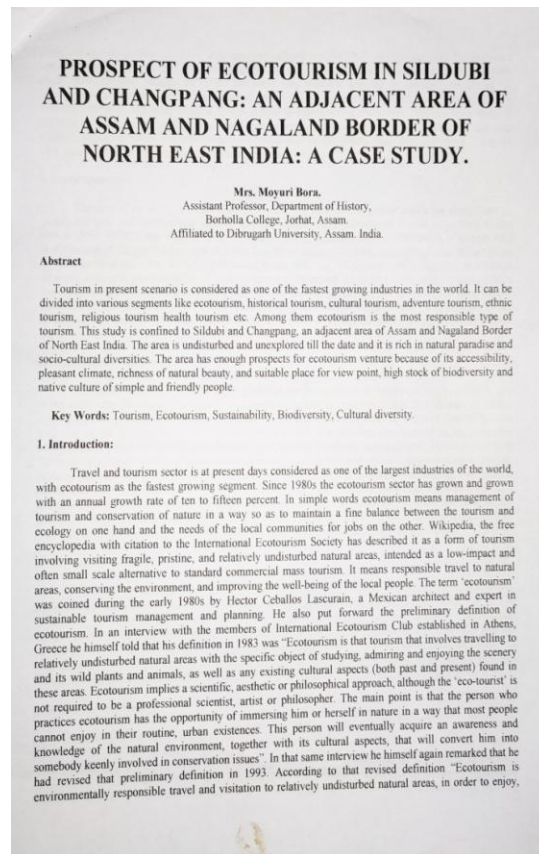 PROSPECT OF ECOTOURISM IN SILDUBI
AND CHANGPANG: AN ADJACENT AREA OF
ASSAM AND NAGALAND BORDER OF
NORTH EAST INDIA: A CASE STUDY.
Mrs. Moyuri Bora.
Assistant Professor, Department of History,
Borholla College, Jorhat, Assam.
Affiliated to Dibrugarh University, Assam. India.
Abstract
Tourism in present scenario is considered as one of the fastest growing industries in the world. It can be
divided into various segments like ecotourism, historical tourism, cultural tourism, adventure tourism, ethnic
tourism, religious tourism health tourism etc. Among them ecotourism is the most responsible type of
tourism. This study is confined to Sildubi and Changpang, an adjacent area of Assam and Nagaland Border
of North East India. The area is undisturbed and unexplored till the date and it is rich in natural paradise and
socio-cultural diversities. The area has enough prospects for ecotourism venture because of its accessibility,
pleasant climate, richness of natural beauty, and suitable place for view point, high stock of biodiversity and
native culture of simple and friendly people.
Key Words: Tourism, Ecotourism, Sustainability, Biodiversity, Cultural diversity.
1. Introduction:
Travel and tourism sector is at present days considered as one of the largest industries of the world,
with ecotourism as the fastest growing segment. Since 1980s the ecotourism sector has grown and grown
with an annual growth rate of ten to fifteen percent. In simple words ecotourism means management of
tourism and conservation of nature in a way so as to maintain a fine balance between the tourism and
ecology on one hand and the needs of the local communities for jobs on the other. Wikipedia, the free
encyclopedia with citation to the International Ecotourism Society has described it as a form of tourism
involving visiting fragile, pristine, and relatively undisturbed natural areas, intended as a low-impact and
often small scale alternative to standard commercial mass tourism. It means responsible travel to natural
areas, conserving the environment, and improving the well-being of the local people. The term ‘ecotourism’
was coined during the early 1980s by Hector Ceballos Lascurain, a Mexican architect and expert in
sustainable tourism management and planning. He also put forward the preliminary definition of
ecotourism. In an interview with the members of International Ecotourism Club established in Athens,
Greece he himself told that his definition in 1983 was “Ecotourism is that tourism that involves travelling to
relatively undisturbed natural areas with the specific object of studying, admiring and enjoying the scenery
and its wild plants and animals, as well as any existing cultural aspects (both past and present) found in
these areas. Ecotourism implies a scientific, aesthetic or philosophical approach, although the ‘eco-tourist’ is
not required to be a professional scientist, artist or philosopher. The main point is that the person who
practices ecotourism has the opportunity of immersing him or herself in nature in a way that most people
cannot enjoy in their routine, urban existences. This person will eventually acquire an awareness and
knowledge of the natural environment, together with its cultural aspects, that will convert him into
somebody keenly involved in conservation issues”. In that same interview he himself again remarked that he
had revised that preliminary definition in 1993. According to that revised definition “Ecotourism is
environmentally responsible travel and visitation to relatively undisturbed natural areas, in order to enjoy,